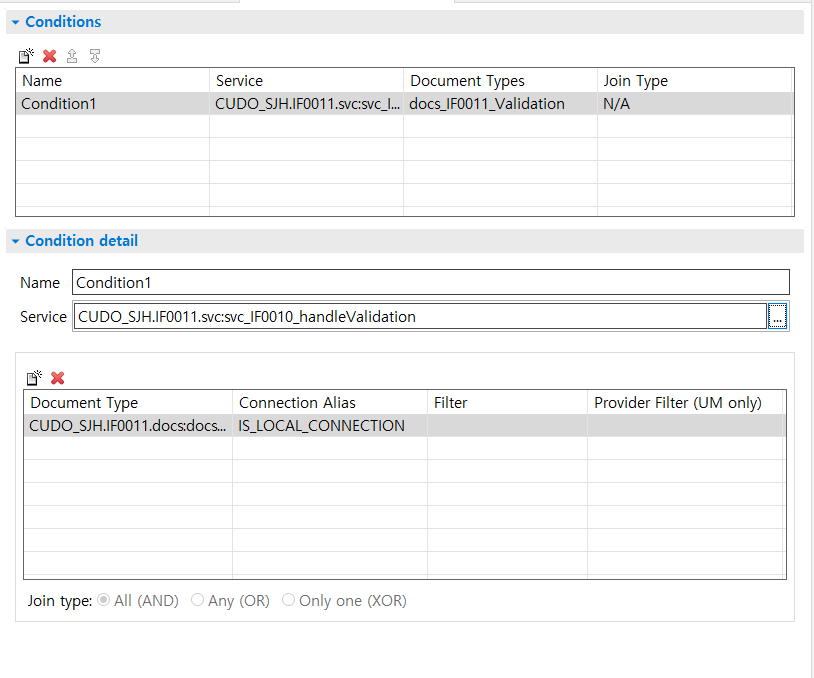 Conditions
Name Service Document Types Join Type
Condition1 CUDO_SJH.IF0011.svc:svc_I... docs_IF0011_Validation N/A
Condition detail
Name Condition1
Service CUDO_SJH.IF0011.svc:svc_IF0010_handleValidation ...
Document Type Connection Alias Filter Provider Filter (UM only)
CUDO_SJH.IF0011.docs:docs... IS_LOCAL_CONNECTION
Join type: All (AND) Any (OR) Only one (XOR)